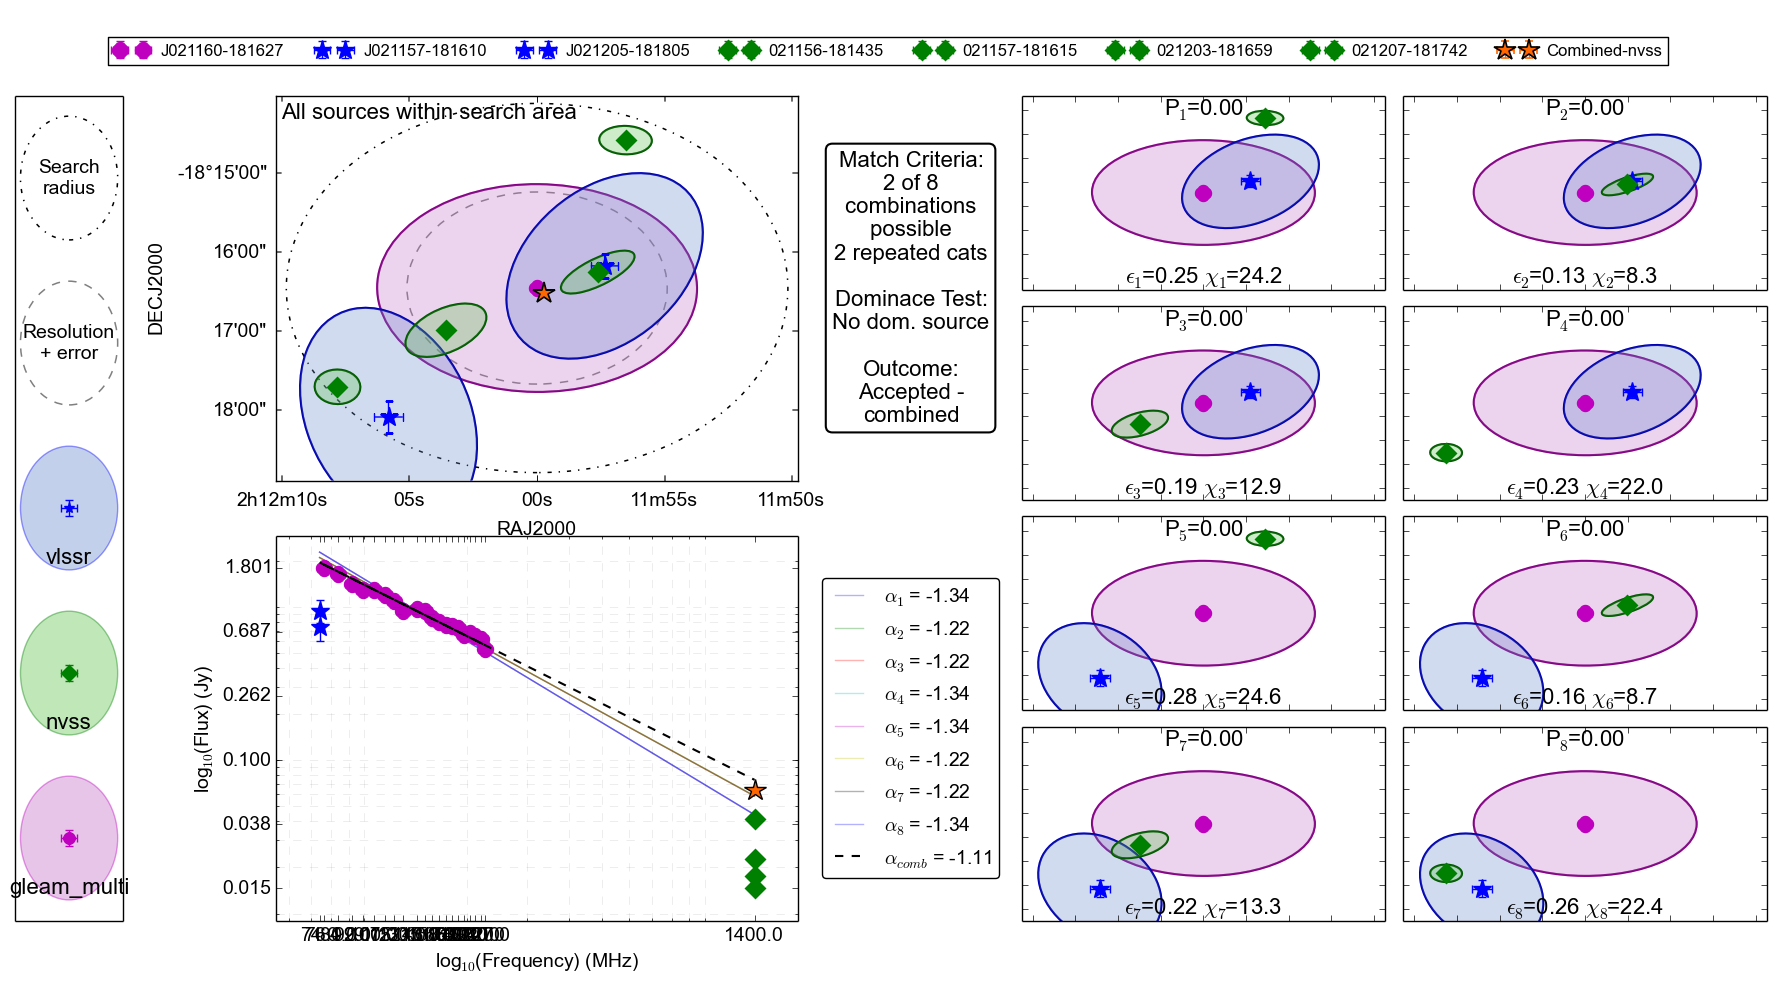 J021160-181627 J021157-181610 J021205-181805 021156-181435 021157-181615 021203-181659 021207-181742 Combined-nvss
Search
radius
Resolution
+ error
vlssr
nvss
gleam_multi
All sources within search area
DECJ2000
-18°15'00"
16'00"
17'00"
18'00"
2h12m10s 05s 00s 11m55s 11m50s
RAJ2000
Match Criteria:
2 of 8
combinations
possible
2 repeated cats
Dominace Test:
No dom. source
Outcome:
Accepted -
combined
log10(Flux) (Jy)
1.801
0.687
0.262
0.100
0.038
0.015
1400.0
log10(Frequency) (MHz)
α1 = -1.34
α2 = -1.22
α3 = -1.22
α4 = -1.34
α5 = -1.34
α6 = -1.22
α7 = -1.22
α8 = -1.34
αcomb = -1.11
P1=0.00
ϵ1=0.25 χ1=24.2
P2=0.00
ϵ2=0.13 χ2=8.3
P3=0.00
ϵ3=0.19 χ3=12.9
P4=0.00
ϵ4=0.23 χ4=22.0
P5=0.00
ϵ5=0.28 χ5=24.6
P6=0.00
ϵ6=0.16 χ6=8.7
P7=0.00
ϵ7=0.22 χ7=13.3
P8=0.00
ϵ8=0.26 χ8=22.4